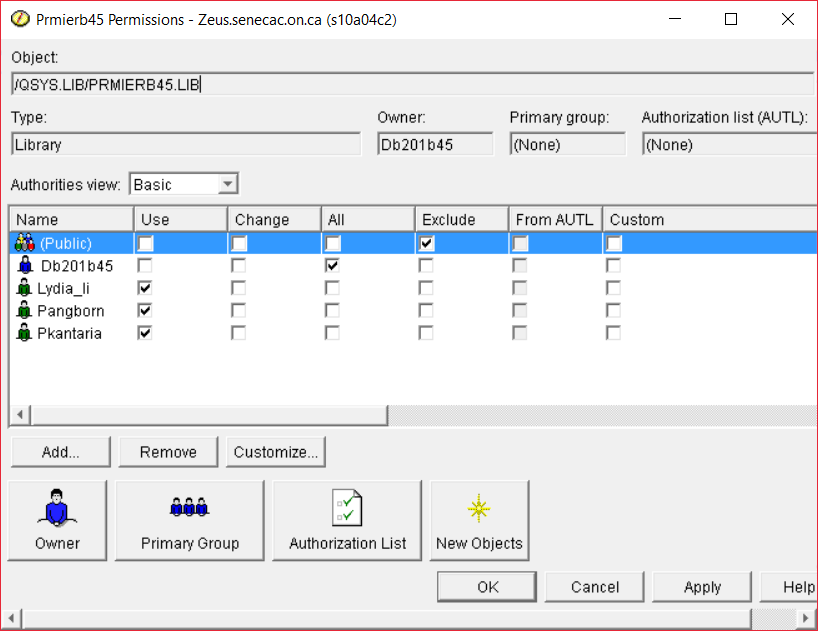 Prmierb45 Permissions - Zeus.senecac.on.ca (s10a04c2)
Object:
/QSYS.LIB/PRMIERB45.LIB
Type: Owner: Primary group: Authorization list (AUTL):
Library Db201b45 (None) (None)
Authorities view: Basic
Name Use Change All Exclude From AUTL Custom
(Public)
Db201b45
Lydia_li
Pangborn
Pkantaria
Add... Remove Customize...
Owner Primary Group Authorization List New Objects
OK Cancel Apply Help